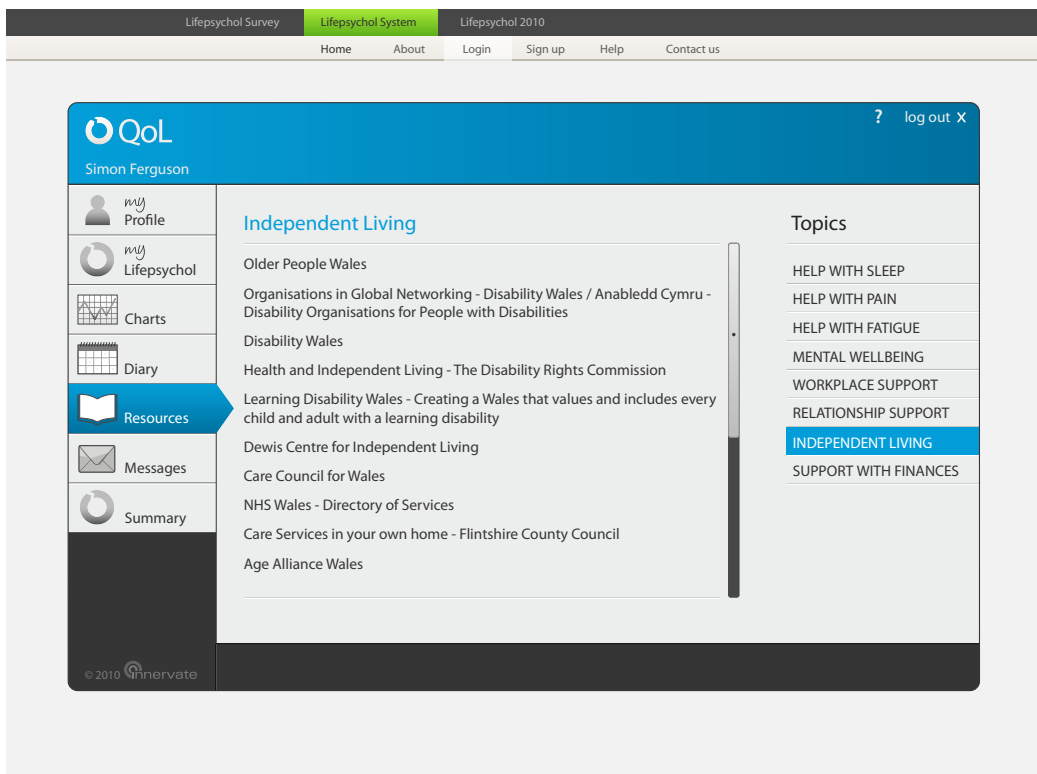 Lifepsychol Survey
Lifepsychol System
Lifepsychol 2010
Home
About
Login
Sign up
Help
Contact us
QoL
? log out X
Simon Ferguson
my
Profile
my
Lifepsychol
Charts
Diary
Resources
Messages
Summary
Independent Living
Older People Wales
Organisations in Global Networking - Disability Wales / Anabledd Cymru -
Disability Organisations for People with Disabilities
Disability Wales
Health and Independent Living - The Disability Rights Commission
Learning Disability Wales - Creating a Wales that values and includes every
child and adult with a learning disability
Dewis Centre for Independent Living
Care Council for Wales
NHS Wales - Directory of Services
Care Services in your own home - Flintshire County Council
Age Alliance Wales
Topics
HELP WITH SLEEP
HELP WITH PAIN
HELP WITH FATIGUE
MENTAL WELLBEING
WORKPLACE SUPPORT
RELATIONSHIP SUPPORT
INDEPENDENT LIVING
SUPPORT WITH FINANCES
© 2010 innervate